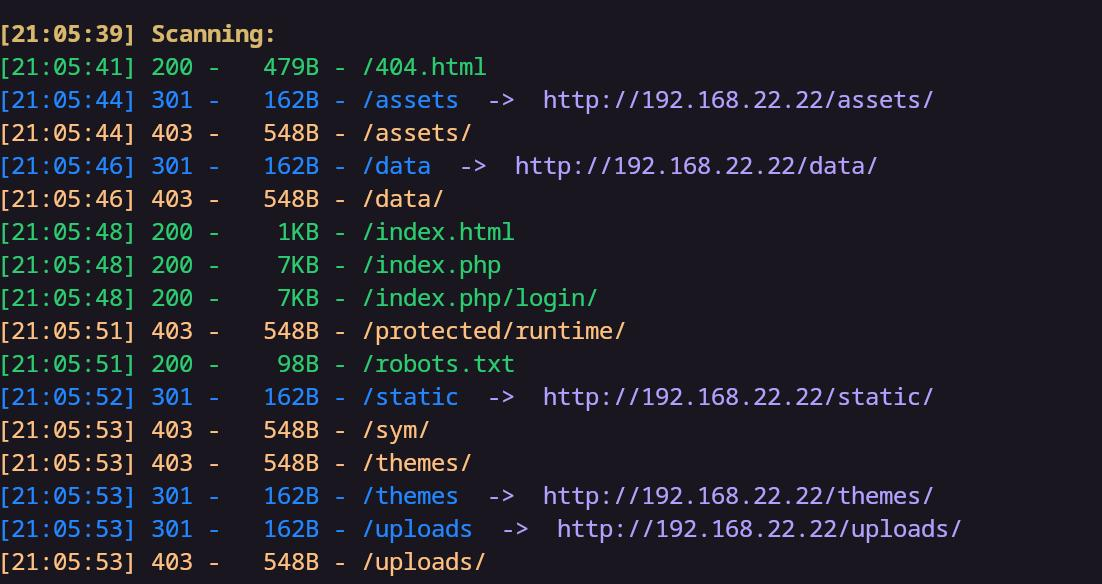 [21:05:39] Scanning:
[21:05:41] 200 -   479B - /404.html
[21:05:44] 301 -   162B - /assets  ->  http://192.168.22.22/assets/
[21:05:44] 403 -   548B - /assets/
[21:05:46] 301 -   162B - /data  ->  http://192.168.22.22/data/
[21:05:46] 403 -   548B - /data/
[21:05:48] 200 -    1KB - /index.html
[21:05:48] 200 -    7KB - /index.php
[21:05:48] 200 -    7KB - /index.php/login/
[21:05:51] 403 -   548B - /protected/runtime/
[21:05:51] 200 -    98B - /robots.txt
[21:05:52] 301 -   162B - /static  ->  http://192.168.22.22/static/
[21:05:53] 403 -   548B - /sym/
[21:05:53] 403 -   548B - /themes/
[21:05:53] 301 -   162B - /themes  ->  http://192.168.22.22/themes/
[21:05:53] 301 -   162B - /uploads  ->  http://192.168.22.22/uploads/
[21:05:53] 403 -   548B - /uploads/